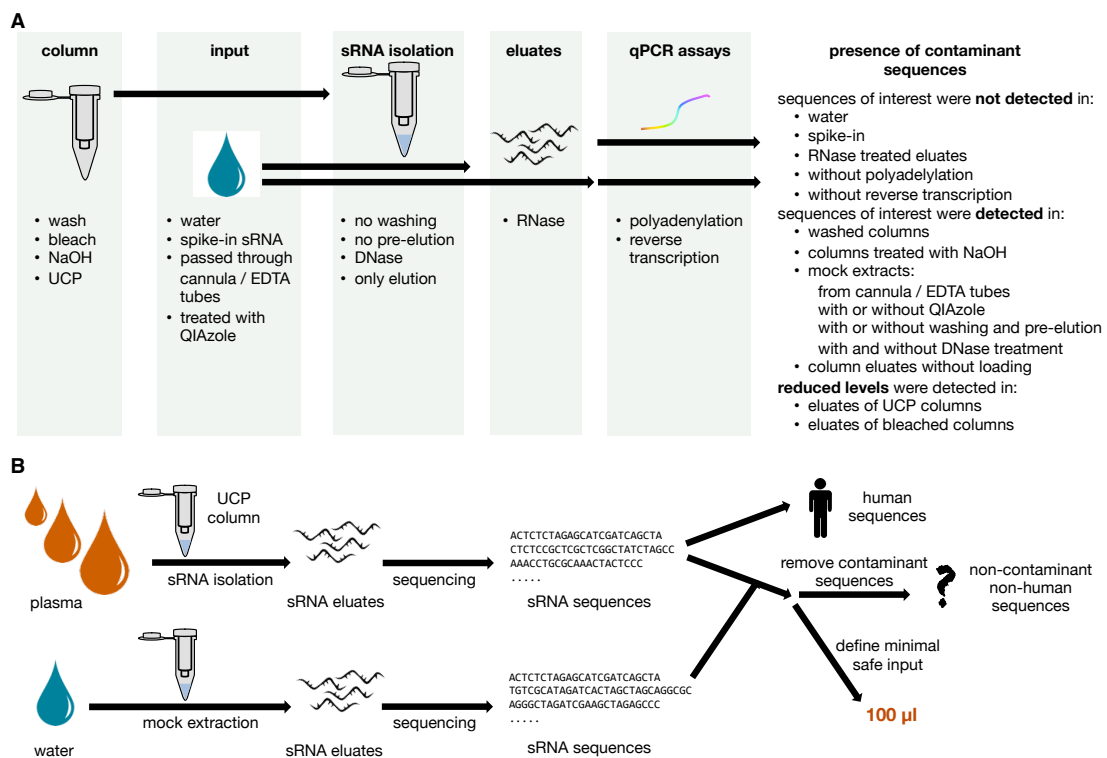 A
column
input
sRNA isolation
eluates
qPCR assays
presence of contaminant
sequences
• wash
• bleach
• NaOH
• UCP
• water
• spike-in sRNA
• passed through
cannula / EDTA
tubes
• treated with
QIAzole
• no washing
• no pre-elution
• DNase
• only elution
• RNase
• polyadenylation
• reverse
transcription
sequences of interest were not detected in:
• water
• spike-in
• RNase treated eluates
• without polyadelylation
• without reverse transcription
sequences of interest were detected in:
• washed columns
• columns treated with NaOH
• mock extracts:
from cannula / EDTA tubes
with or without QIAzole
with or without washing and pre-elution
with and without DNase treatment
• column eluates without loading
reduced levels were detected in:
• eluates of UCP columns
• eluates of bleached columns
B
plasma
UCP
column
sRNA isolation
sRNA eluates
sequencing
ACTCTCTAGAGCATCGATCAGCTA
CTCTCCGCTCGCTCGGCTATCTAGCC
AAACCTGCGCAAACTACTCCC
.....
sRNA sequences
human
sequences
remove contaminant
sequences
non-contaminant
non-human
sequences
define minimal
safe input
100 µl
water
mock extraction
sRNA eluates
sequencing
ACTCTCTAGAGCATCGATCAGCTA
TGTCGCATAGATCACTAGCTAGCAGGCGC
AGGGCTAGATCGAAGCTAGAGCCC
.....
sRNA sequences